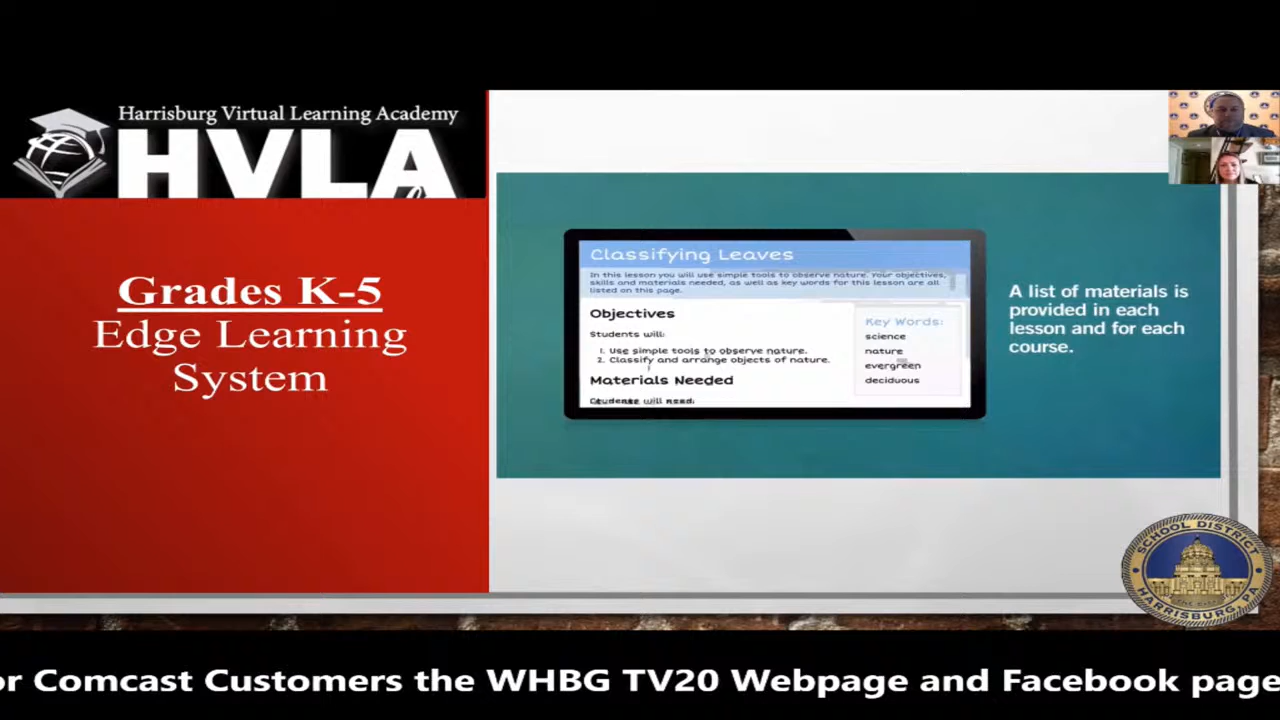 Harrisburg Virtual Learning Academy
HVLA
Grades K-5
Edge Learning
System
Classifying Leaves
In this lesson you will use simple tools to observe nature. Your objectives,
skills and materials needed, as well as key words for this lesson are all
listed on this page.
Objectives
Students will:
1. Use simple tools to observe nature.
2. Classify and arrange objects of nature.
Materials Needed
Students will need:
Key Words:
science
nature
evergreen
deciduous
A list of materials is
provided in each
lesson and for each
course.
SCHOOL DISTRICT
HARRISBURG, PA
or Comcast Customers the WHBG TV20 Webpage and Facebook page